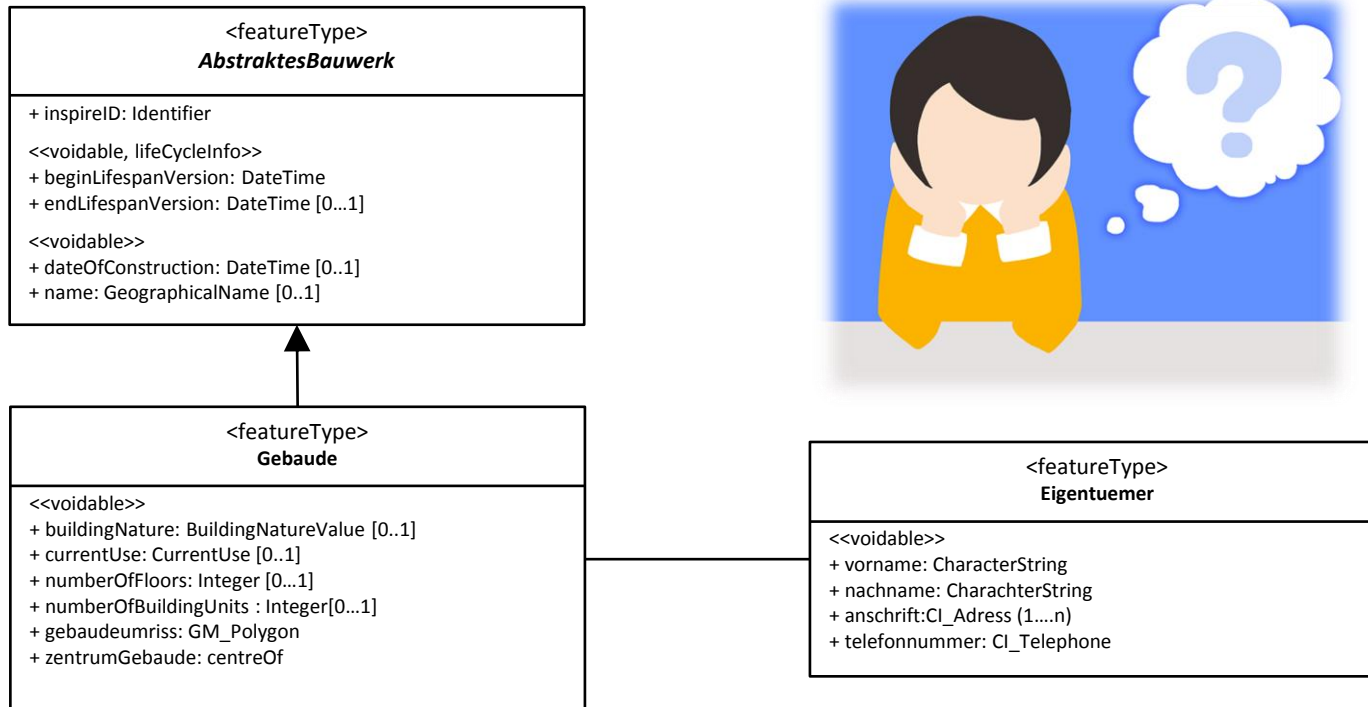 <featureType>
AbstraktesBauwerk
+ inspireID: Identifier
<<voidable, lifeCycleInfo>>
+ beginLifespanVersion: DateTime
+ endLifespanVersion: DateTime [0...1]
<<voidable>>
+ dateOfConstruction: DateTime [0..1]
+ name: GeographicalName [0..1]
?
<featureType>
Gebaude
<<voidable>>
+ buildingNature: BuildingNatureValue [0..1]
+ currentUse: CurrentUse [0..1]
+ numberOfFloors: Integer [0...1]
+ numberOfBuildingUnits : Integer[0...1]
+ gebaudeumriss: GM_Polygon
+ zentrumGebaude: centreOf
<featureType>
Eigentuemer
<<voidable>>
+ vorname: CharacterString
+ nachname: CharachterString
+ anschrift:CI_Adress (1....n)
+ telefonnummer: CI_Telephone